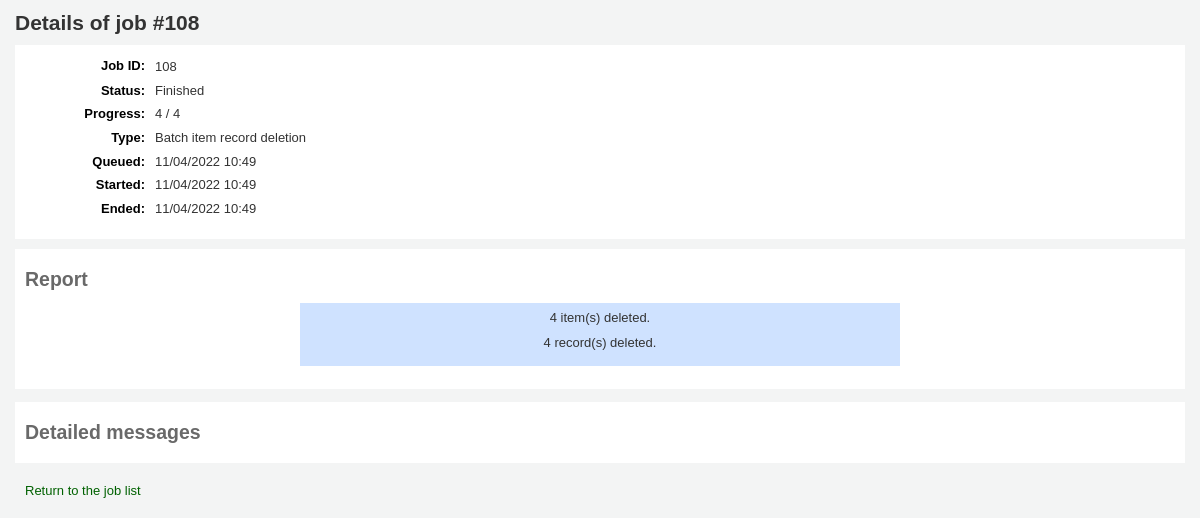 Details of job #108
Job ID: 108
Status: Finished
Progress: 4 / 4
Type: Batch item record deletion
Queued: 11/04/2022 10:49
Started: 11/04/2022 10:49
Ended: 11/04/2022 10:49
Report
4 item(s) deleted.
4 record(s) deleted.
Detailed messages
Return to the job list